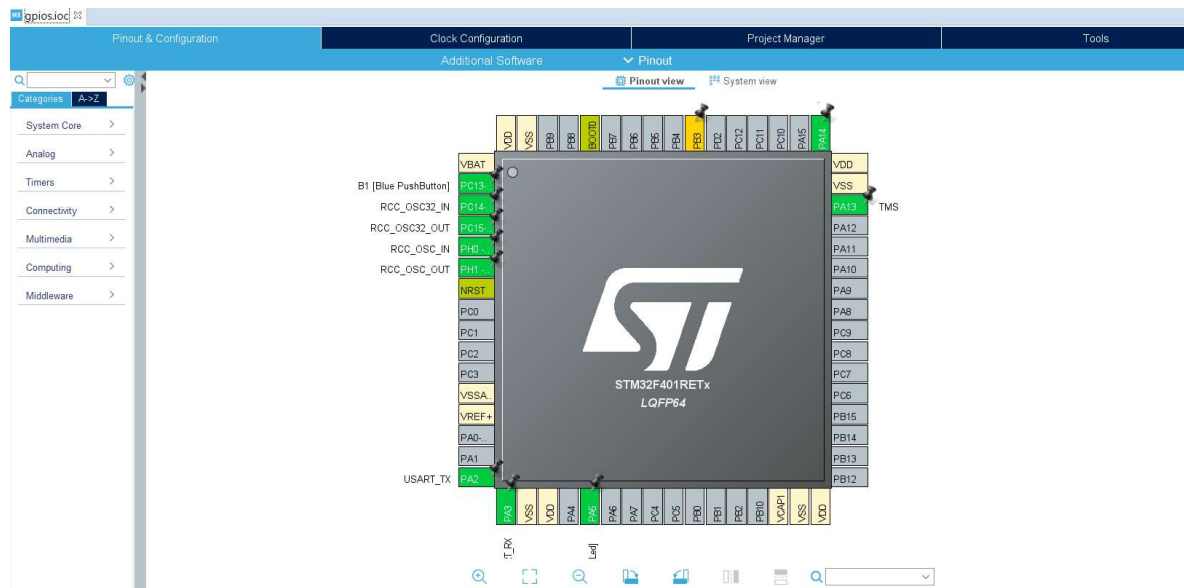 MX gpios.ioc
Pinout & Configuration
Clock Configuration
Project Manager
Tools
Additional Software
Pinout
Pinout view
System view
Categories
A->Z
System Core
Analog
Timers
Connectivity
Multimedia
Computing
Middleware
VDD
VSS
PB9
PB8
BOOT0
PB7
PB6
PB5
PB4
PB3
PD2
PC12
PC11
PC10
PA15
PA14
VBAT
B1 [Blue PushButton] PC13-
RCC_OSC32_IN PC14-.
RCC_OSC32_OUT PC15-
RCC_OSC_IN PH0 -..
RCC_OSC_OUT PH1 -..
NRST
PC0
PC1
PC2
PC3
VSSA..
VREF+
PA0-..
PA1
USART_TX PA2
VDD
VSS
PA13 TMS
PA12
PA11
PA10
PA9
PA8
PC9
PC8
PC7
PC6
PB15
PB14
PB13
PB12
ST
STM32F401RETx
LQFP64
PA3
VSS
VDD
PA4
PA5
PA6
PA7
PC4
PC5
PB0
PB1
PB2
PB10
VCAP1
VSS
VDD
T_RX
Led]